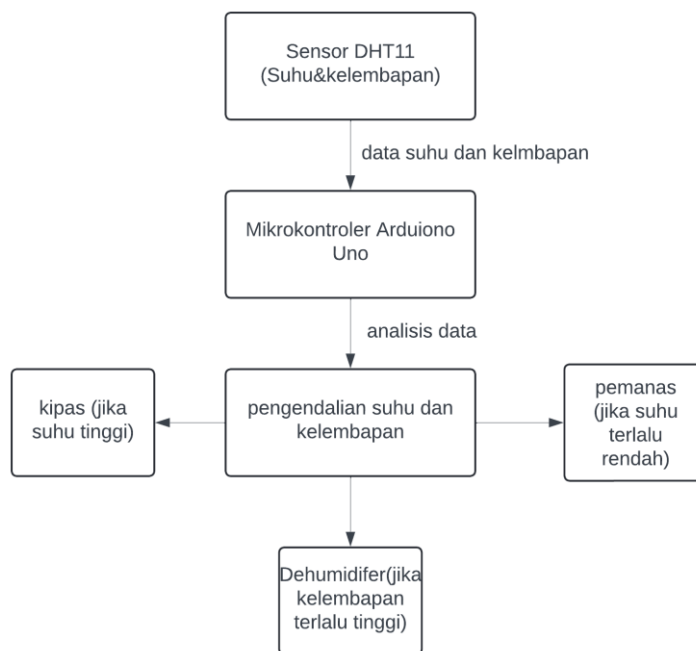 Sensor DHT11
(Suhu&kelembapan)
data suhu dan kelmbapan
Mikrokontroler Arduiono
Uno
analisis data
kipas (jika
suhu tinggi)
pengendalian suhu dan
kelembapan
pemanas
(jika suhu
terlalu
rendah)
Dehumidifer(jika
kelembapan
terlalu tinggi)